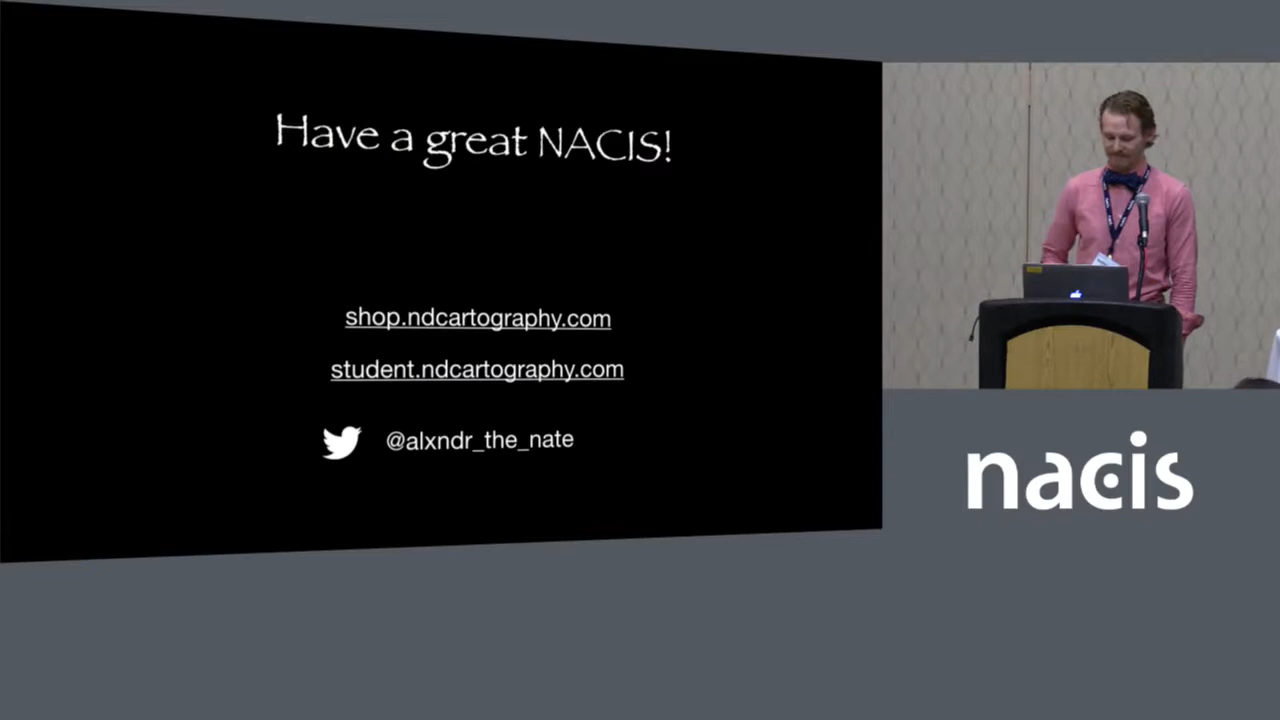 Have a great NACIS!
shop.ndcartography.com
student.ndcartography.com
@alxndr_the_nate
nacis